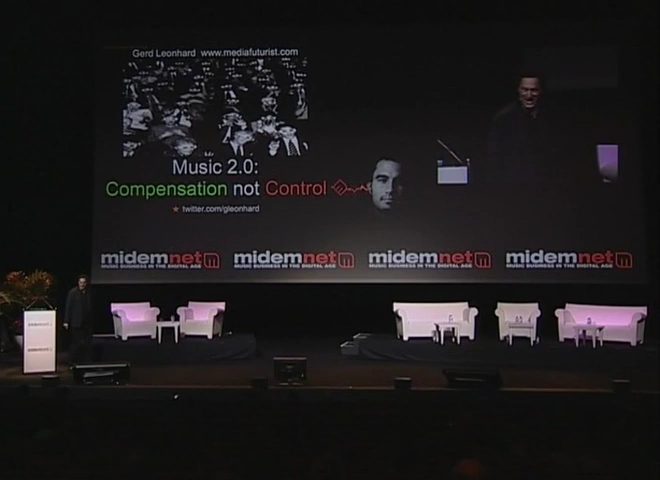 Gerd Leonhard www.mediafuturist.com
Music 2.0:
Compensation not Control
twitter.com/gleonhard
midemnet midemnet midemnet midemnet
MUSIC BUSINESS IN THE DIGITAL AGE MUSIC BUSINESS IN THE DIGITAL AGE MUSIC BUSINESS IN THE DIGITAL AGE MUSIC BUSINESS IN THE DIGITAL AGE